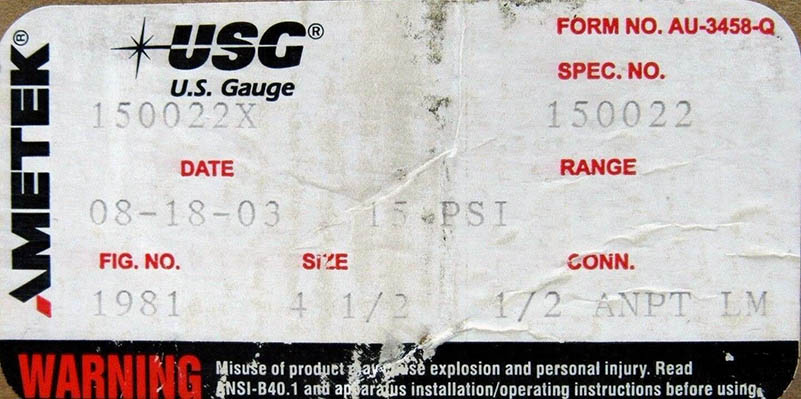 AMETEK®
USG®
U.S. Gauge
FORM NO. AU-3458-Q
SPEC. NO.
150022X 150022
DATE RANGE
08-18-03 15 PSI
FIG. NO. SIZE CONN.
1981 4 1/2 1/2 ANPT LM
WARNING
Misuse of product may cause explosion and personal injury. Read
ANSI-B40.1 and apparatus installation/operating instructions before using.